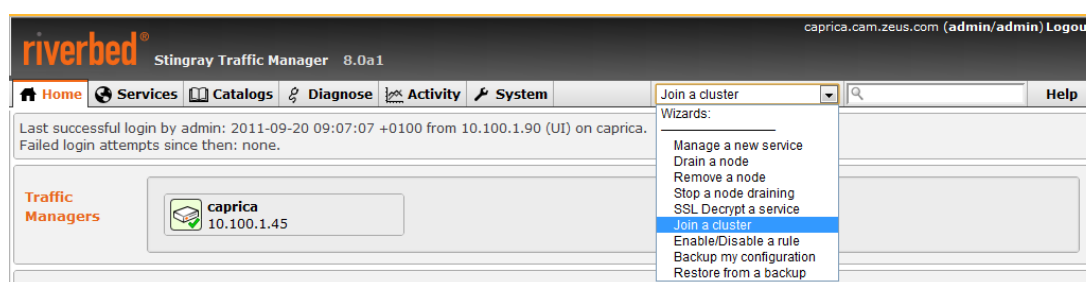 caprica.cam.zeus.com (admin/admin) Logou
riverbed® Stingray Traffic Manager 8.0a1
Home Services Catalogs Diagnose Activity System Join a cluster Help
Last successful login by admin: 2011-09-20 09:07:07 +0100 from 10.100.1.90 (UI) on caprica.
Failed login attempts since then: none.
Wizards:
Manage a new service
Drain a node
Remove a node
Stop a node draining
SSL Decrypt a service
Join a cluster
Enable/Disable a rule
Backup my configuration
Restore from a backup
Traffic
Managers
caprica
10.100.1.45